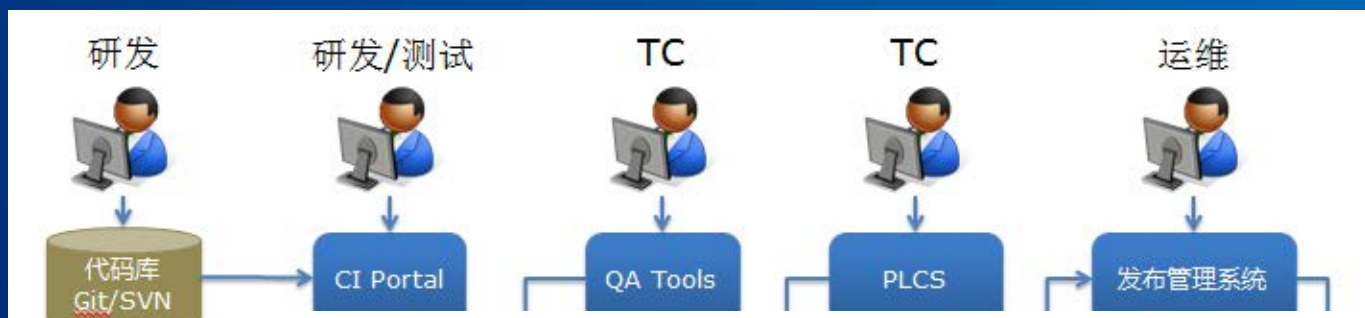 研发
研发/测试
TC
TC
运维
代码库
Git/SVN
CI Portal
QA Tools
PLCS
发布管理系统